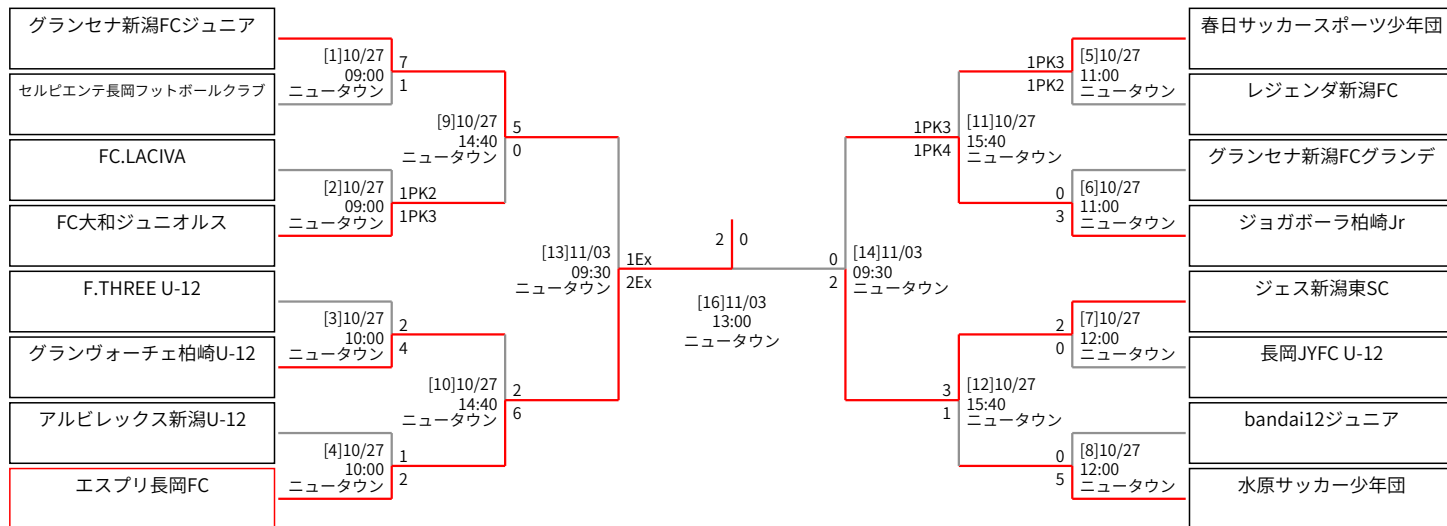 グランセナ新潟FCジュニア
[1]10/27
09:00
ニュータウン
7
1
セルピエンテ長岡フットボールクラブ
[9]10/27
14:40
ニュータウン
5
0
FC.LACIVA
[2]10/27
09:00
ニュータウン
1PK2
1PK3
FC大和ジュニオルス
[13]11/03
09:30
ニュータウン
1Ex
2Ex
F.THREE U-12
[3]10/27
10:00
ニュータウン
2
4
グランヴォーチェ柏崎U-12
[10]10/27
14:40
ニュータウン
2
6
アルビレックス新潟U-12
[4]10/27
10:00
ニュータウン
1
2
エスプリ長岡FC
2
0
[16]11/03
13:00
ニュータウン
春日サッカースポーツ少年団
1PK3
1PK2
[5]10/27
11:00
ニュータウン
レジェンダ新潟FC
1PK3
1PK4
[11]10/27
15:40
ニュータウン
グランセナ新潟FCグランデ
0
3
[6]10/27
11:00
ニュータウン
ジョガボーラ柏崎Jr
0
2
[14]11/03
09:30
ニュータウン
ジェス新潟東SC
2
0
[7]10/27
12:00
ニュータウン
長岡JYFC U-12
3
1
[12]10/27
15:40
ニュータウン
bandai12ジュニア
0
5
[8]10/27
12:00
ニュータウン
水原サッカー少年団